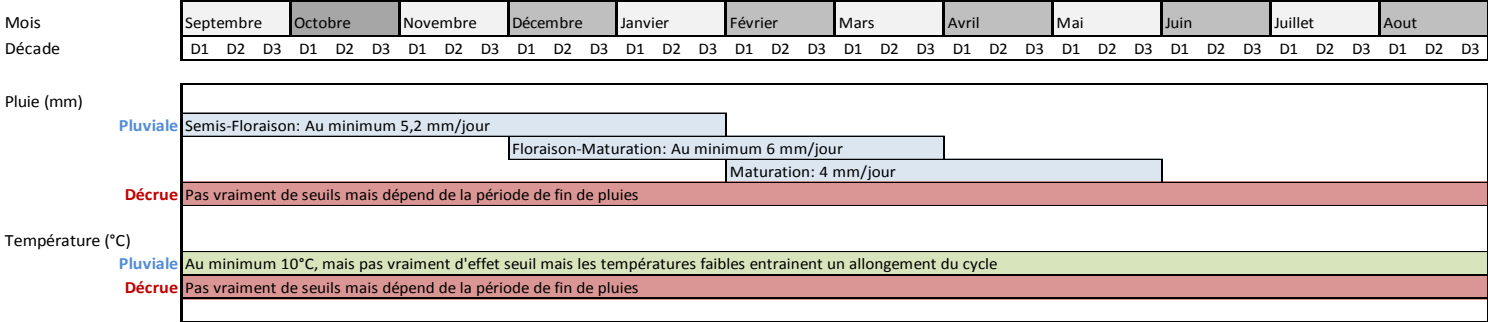 Mois Septembre Octobre Novembre Décembre Janvier Février Mars Avril Mai Juin Juillet Aout
Décade D1 D2 D3 D1 D2 D3 D1 D2 D3 D1 D2 D3 D1 D2 D3 D1 D2 D3 D1 D2 D3 D1 D2 D3 D1 D2 D3 D1 D2 D3 D1 D2 D3 D1 D2 D3
Pluie (mm)
Pluviale Semis-Floraison: Au minimum 5,2 mm/jour
Floraison-Maturation: Au minimum 6 mm/jour
Maturation: 4 mm/jour
Décrue Pas vraiment de seuils mais dépend de la période de fin de pluies
Température (°C)
Pluviale Au minimum 10°C, mais pas vraiment d'effet seuil mais les températures faibles entrainent un allongement du cycle
Décrue Pas vraiment de seuils mais dépend de la période de fin de pluies